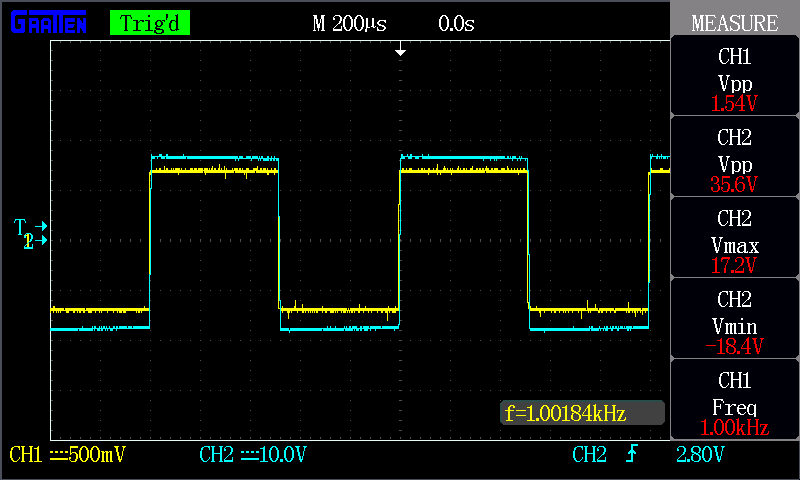 GRATTEN Trig'd M 200µs 0.0s MEASURE
CH1
Vpp
1.54V
CH2
Vpp
35.6V
CH2
Vmax
17.2V
CH2
Vmin
-18.4V
CH1
Freq
1.00kHz
T
2
f=1.00184kHz
CH1 500mV CH2 10.0V CH2 2.80V